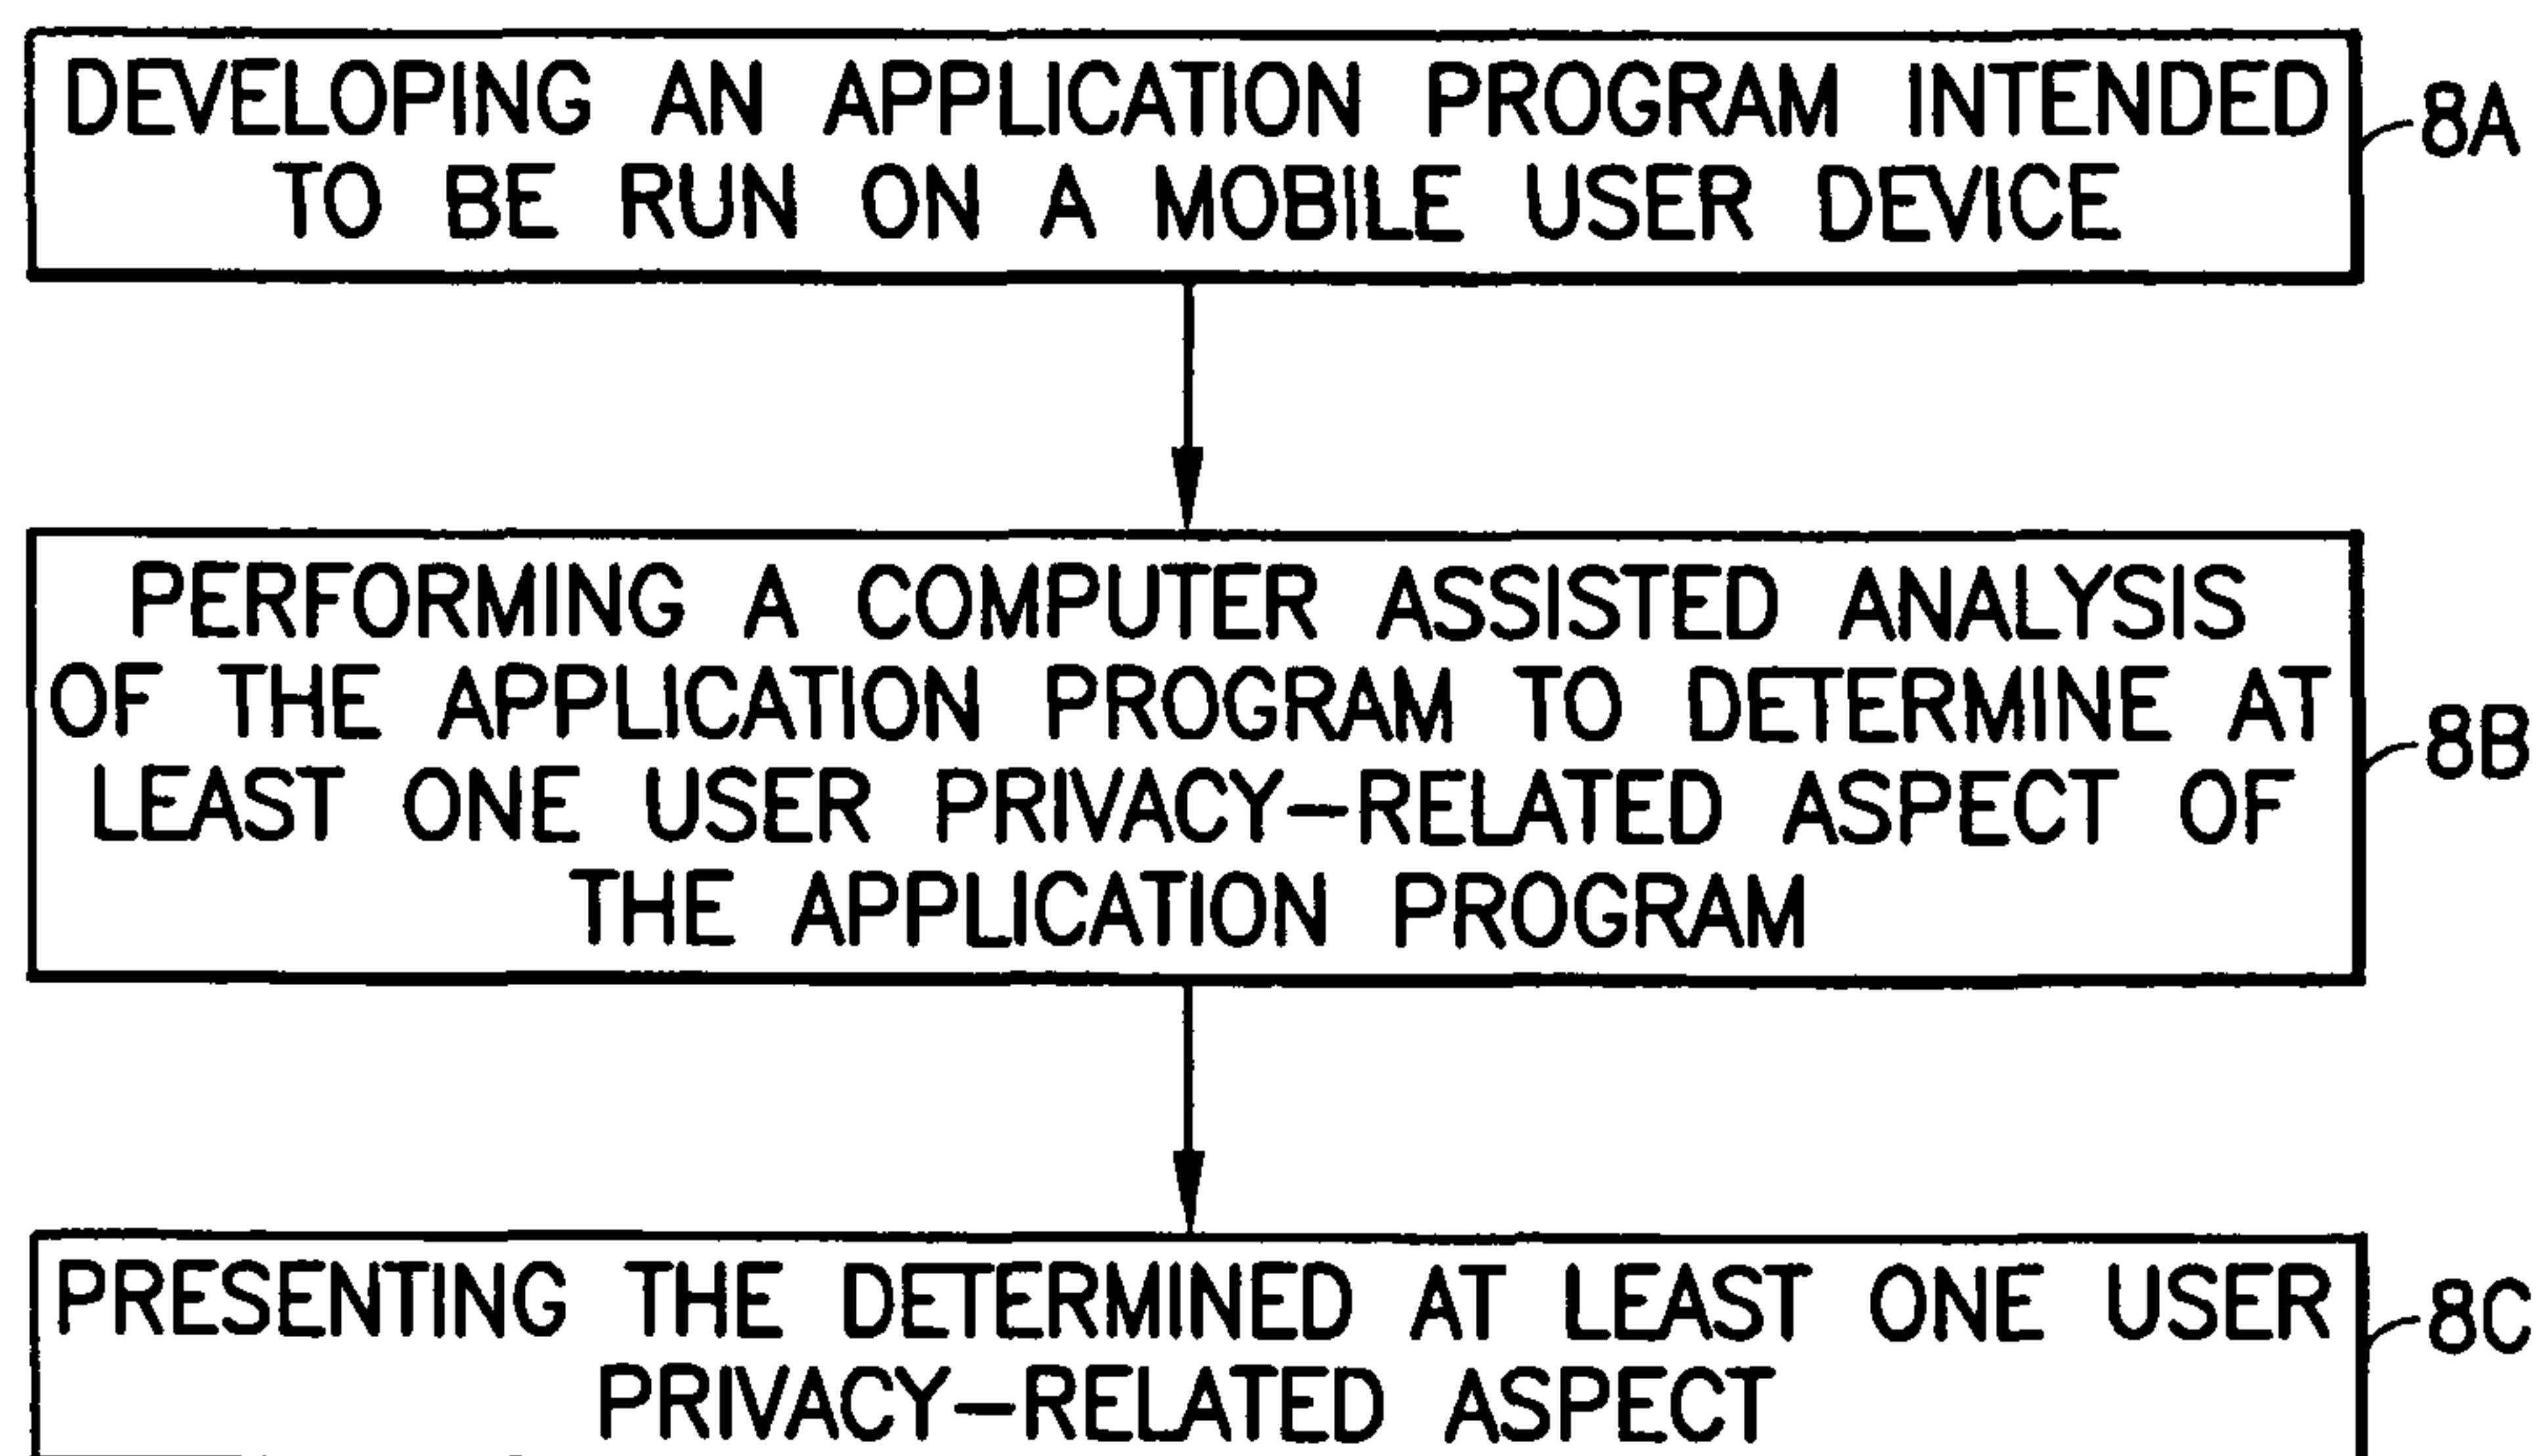 DEVELOPING AN APPLICATION PROGRAM INTENDED
TO BE RUN ON A MOBILE USER DEVICE
8A
PERFORMING A COMPUTER ASSISTED ANALYSIS
OF THE APPLICATION PROGRAM TO DETERMINE AT
LEAST ONE USER PRIVACY-RELATED ASPECT OF
THE APPLICATION PROGRAM
8B
PRESENTING THE DETERMINED AT LEAST ONE USER
PRIVACY-RELATED ASPECT
8C